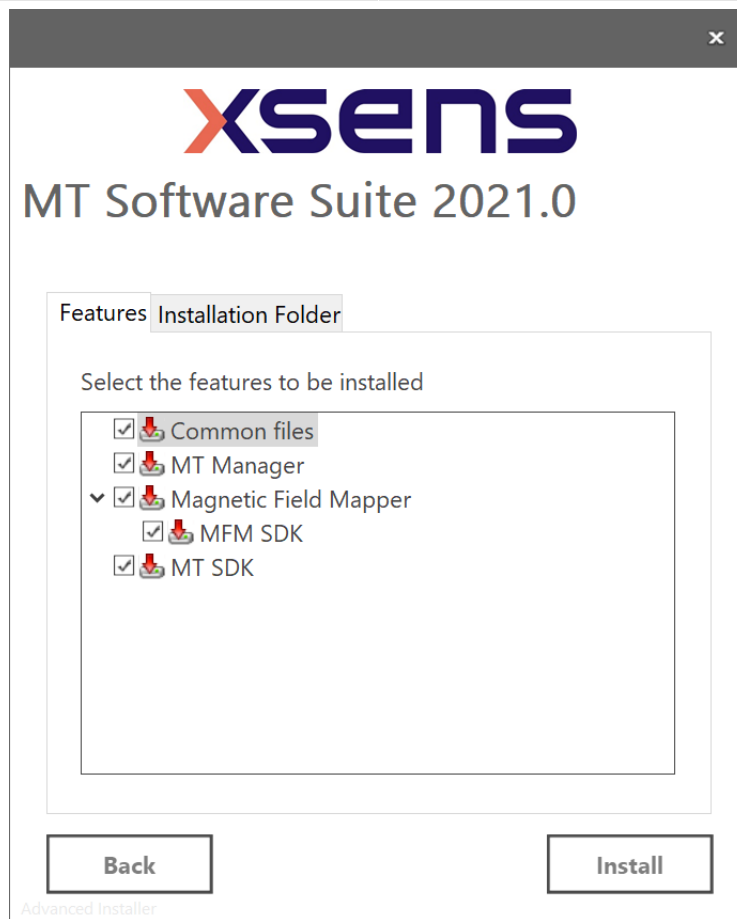 xsens
MT Software Suite 2021.0
Features Installation Folder
Select the features to be installed
Common files
MT Manager
Magnetic Field Mapper
MFM SDK
MT SDK
Back Install
Advanced Installer